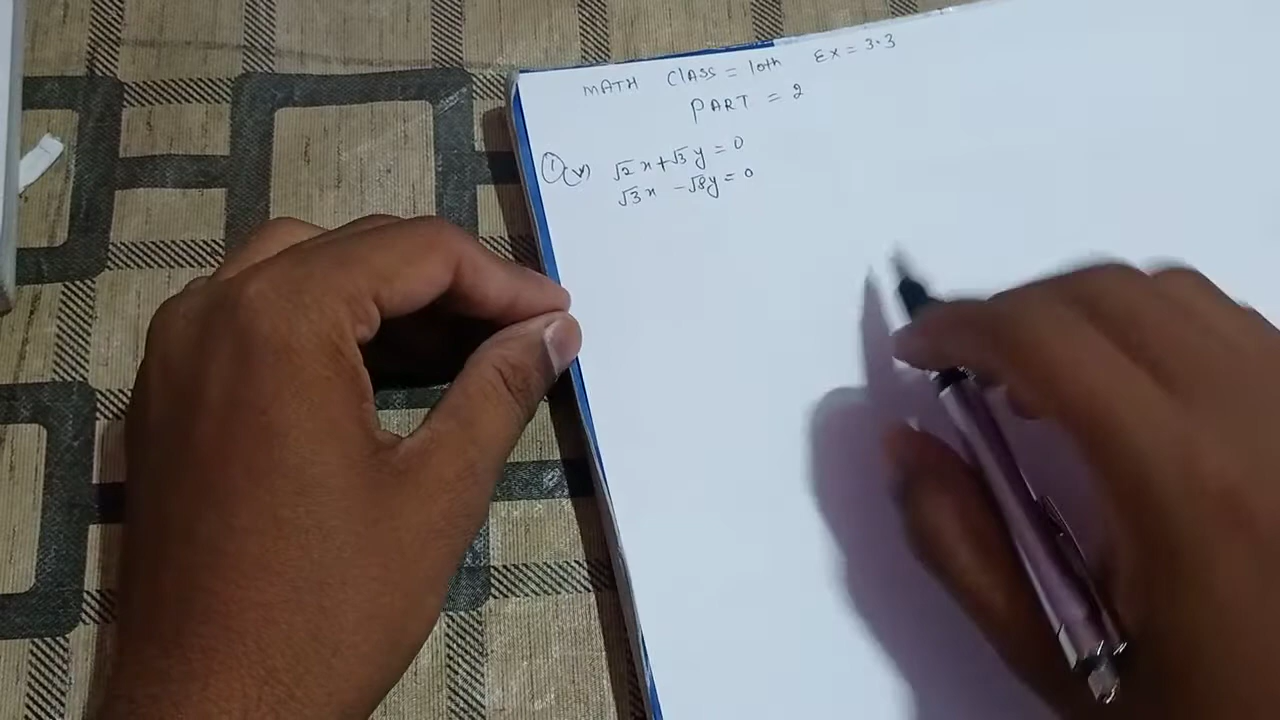 MATH CLASS = 10th EX = 3.3
PART = 2
① (v) √2 x + √3 y = 0
√3 x - √8 y = 0